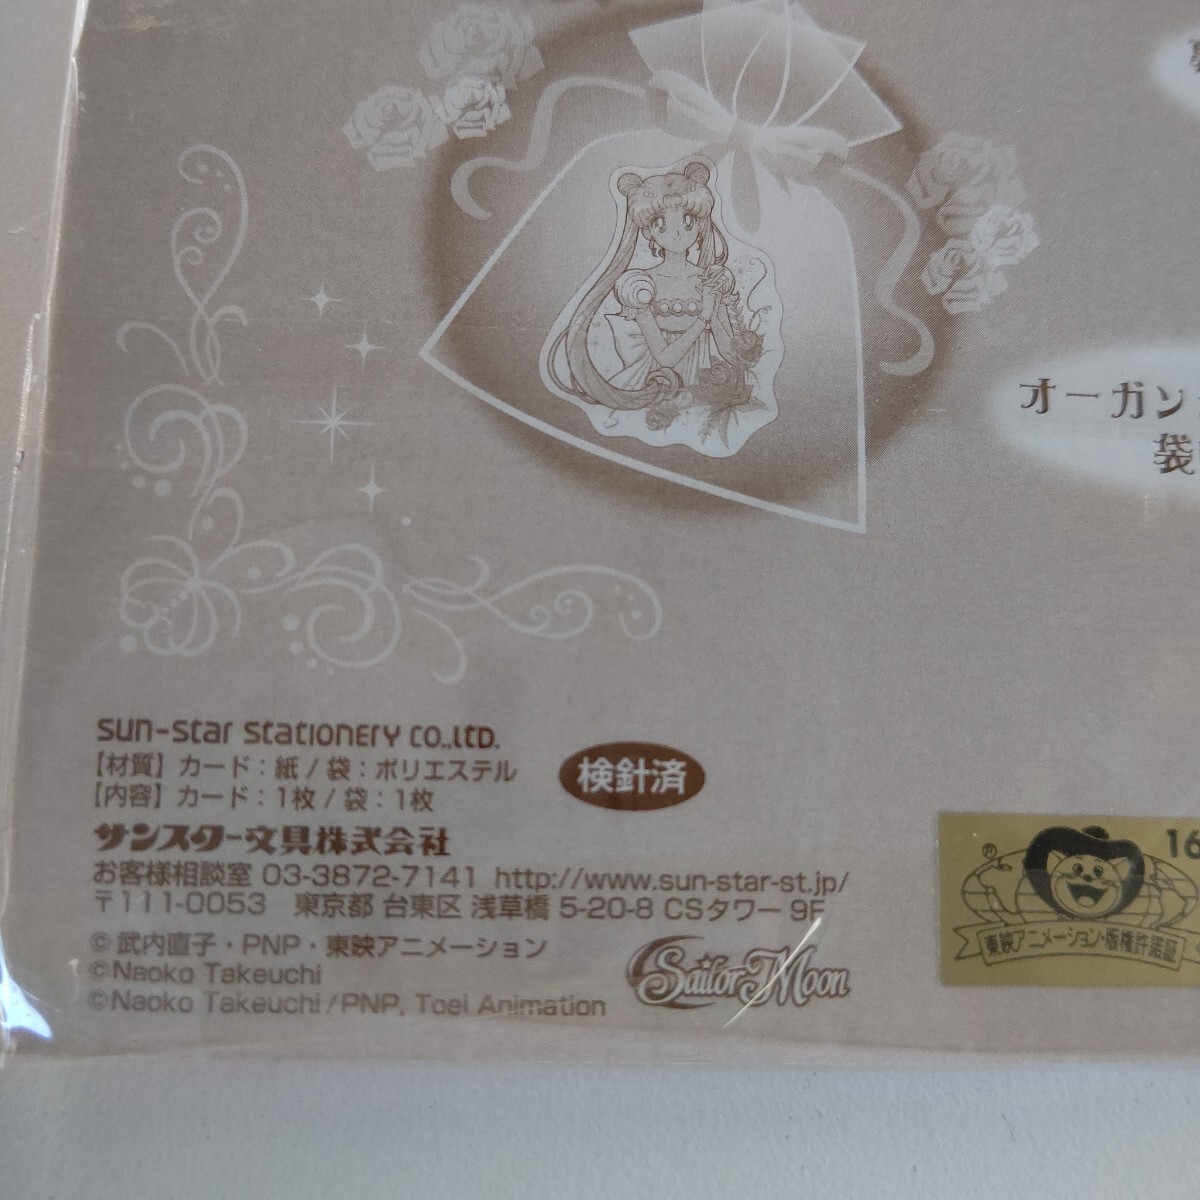 オーガン
袋
sun-star stationery co.,ltd.
【材質】カード:紙/袋:ポリエステル
【内容】カード:1枚/袋:1枚
検針済
サンスター文具株式会社
お客様相談室 03-3872-7141 http://www.sun-star-st.jp/
〒111-0053 東京都 台東区 浅草橋 5-20-8 CSタワー 9F
©武内直子・PNP・東映アニメーション
©Naoko Takeuchi
©Naoko Takeuchi/PNP, Toei Animation
Sailor Moon
16
東映アニメーション・版権許諾証